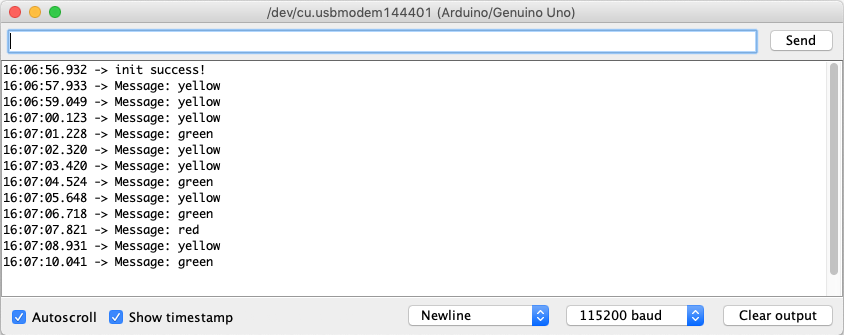 /dev/cu.usbmodem144401 (Arduino/Genuino Uno)
Send
16:06:56.932 -> init success!
16:06:57.933 -> Message: yellow
16:06:59.049 -> Message: yellow
16:07:00.123 -> Message: yellow
16:07:01.228 -> Message: green
16:07:02.320 -> Message: yellow
16:07:03.420 -> Message: yellow
16:07:04.524 -> Message: green
16:07:05.648 -> Message: yellow
16:07:06.718 -> Message: green
16:07:07.821 -> Message: red
16:07:08.931 -> Message: yellow
16:07:10.041 -> Message: green
Autoscroll Show timestamp Newline 115200 baud Clear output